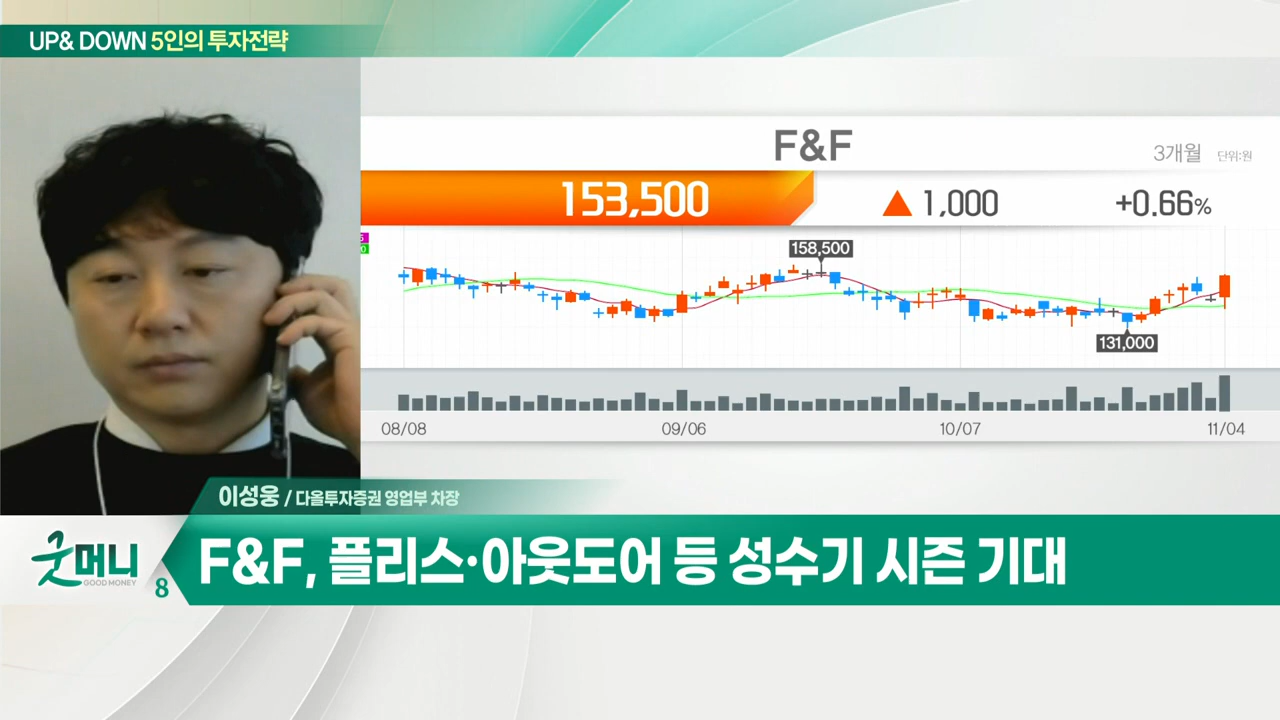 UP& DOWN 5인의 투자전략
F&F
3개월 단위:원
153,500 ▲ 1,000 +0.66%
158,500
131,000
08/08 09/06 10/07 11/04
이성웅 / 다올투자증권 영업부 차장
굿머니
GOOD MONEY
8
F&F, 플리스·아웃도어 등 성수기 시즌 기대